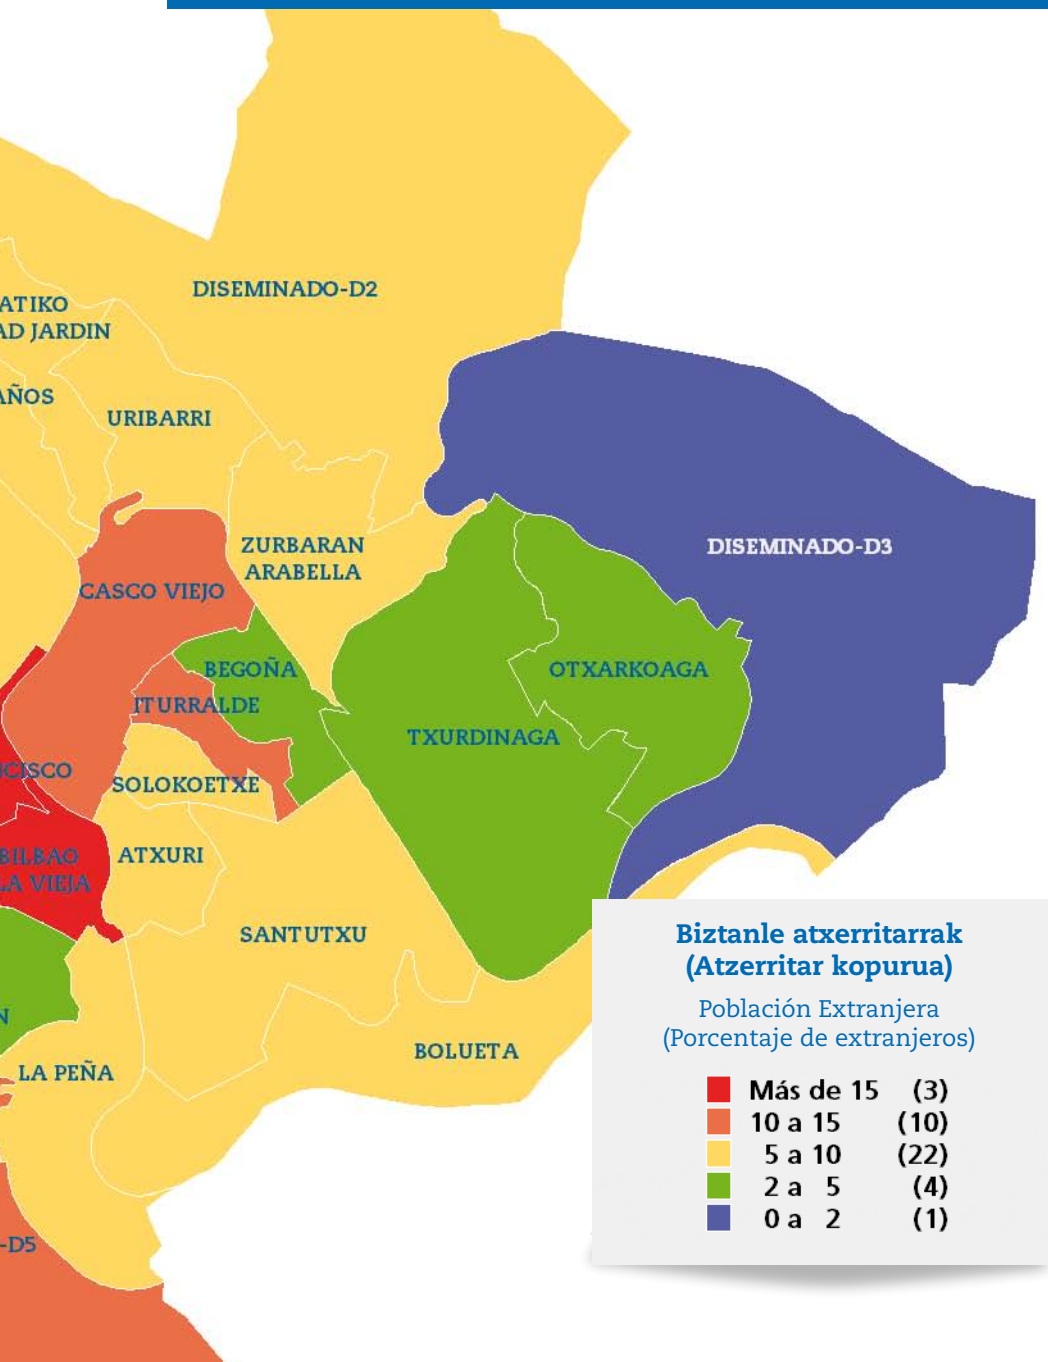 DISEMINADO-D2
ATIKO
AD JARDIN
AÑOS
URIBARRI
ZURBARAN
ARABELLA
DISEMINADO-D3
CASCO VIEJO
BEGOÑA
OTXARKOAGA
ITURRALDE
TXURDINAGA
CISCO
SOLOKOETXE
BILBAO
LA VIEJA
ATXURI
SANTUTXU
N
BOLUETA
LA PEÑA
-D5
Biztanle atxerritarrak
(Atzerritar kopurua)
Población Extranjera
(Porcentaje de extranjeros)
Más de 15 (3)
10 a 15 (10)
5 a 10 (22)
2 a 5 (4)
0 a 2 (1)